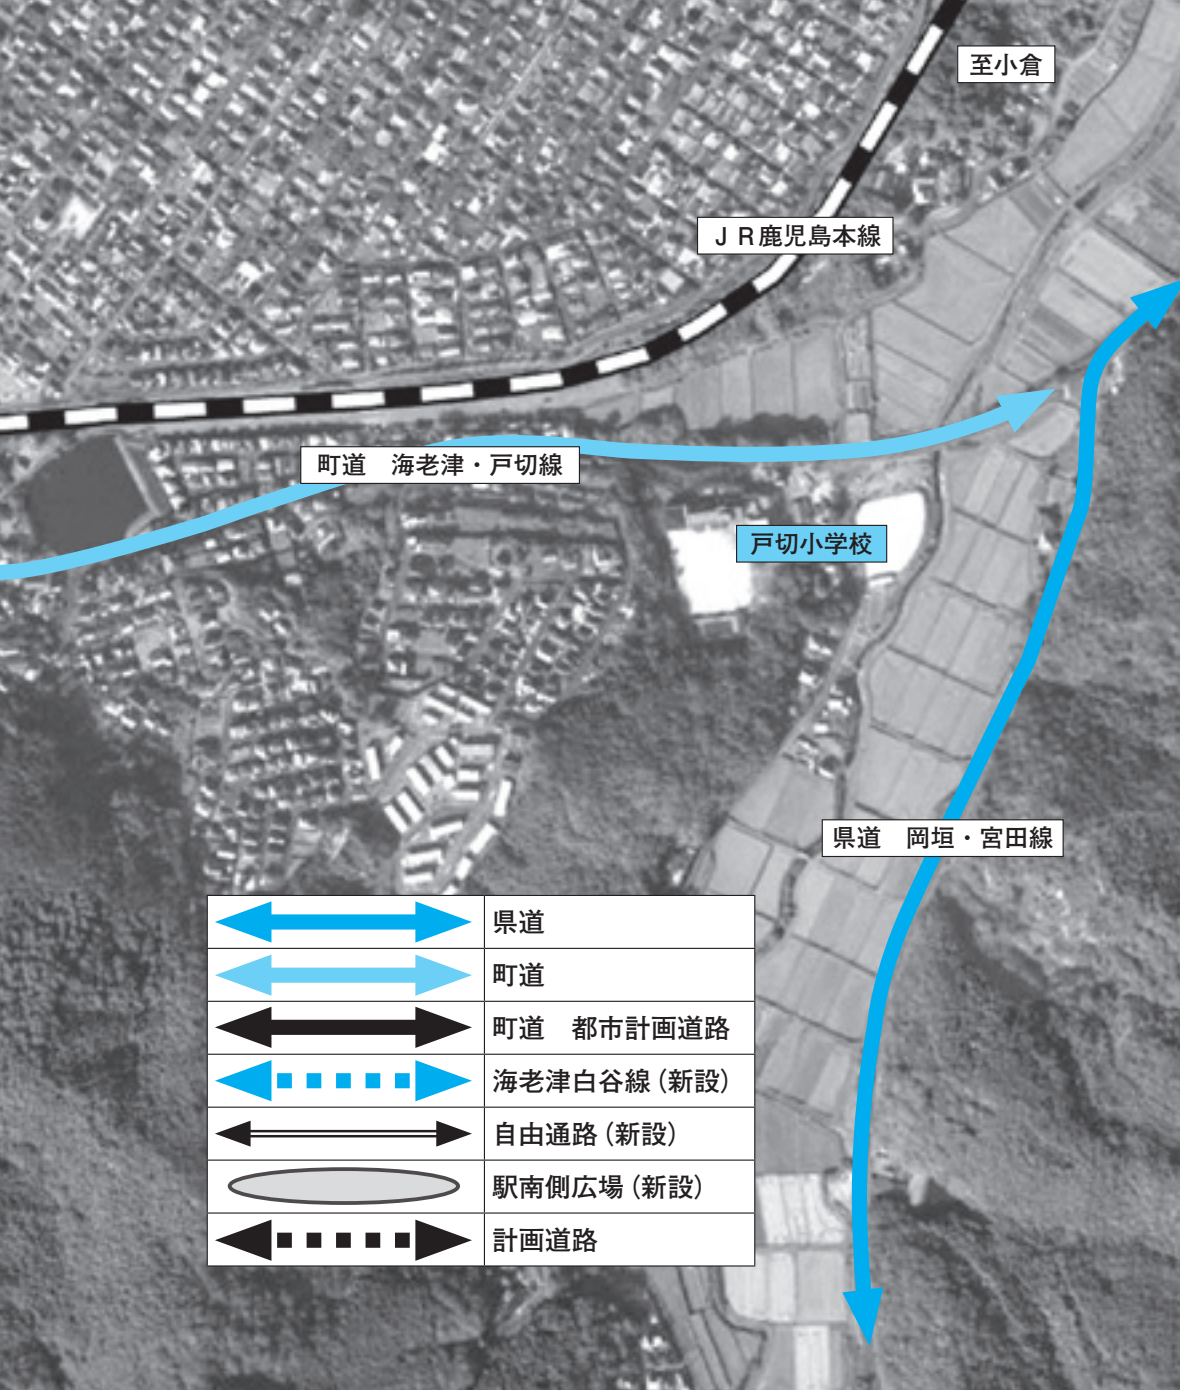 至小倉
ＪＲ鹿児島本線
町道　海老津・戸切線
戸切小学校
県道　岡垣・宮田線
県道
町道
町道　都市計画道路
海老津白谷線（新設）
自由通路（新設）
駅南側広場（新設）
計画道路